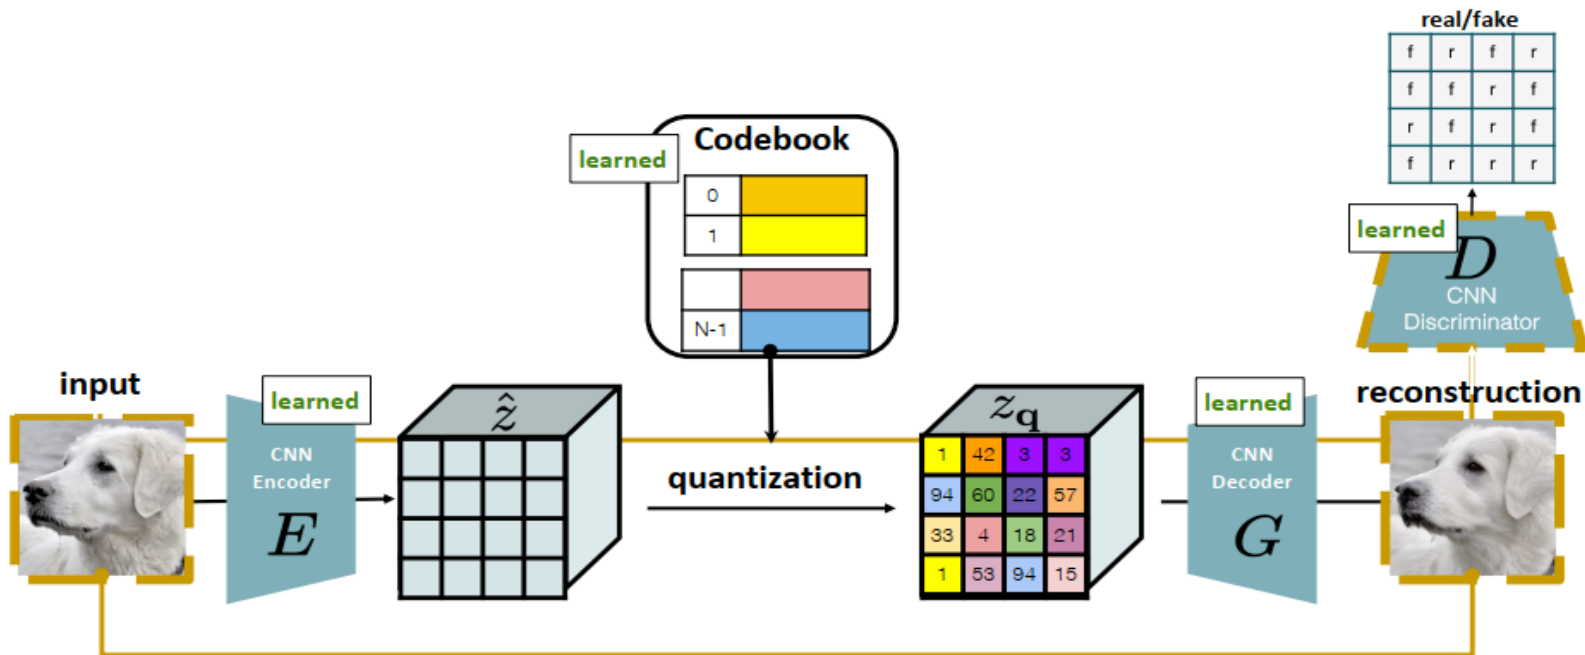 real/fake
f r f r
f f r f
r f r f
f r r r
learned
D
CNN
Discriminator
Codebook
learned
0
1
N-1
input
learned
CNN
Encoder
E
ẑ
quantization
z_q
1 42 3 3
94 60 22 57
33 4 18 21
1 53 94 15
learned
CNN
Decoder
G
reconstruction